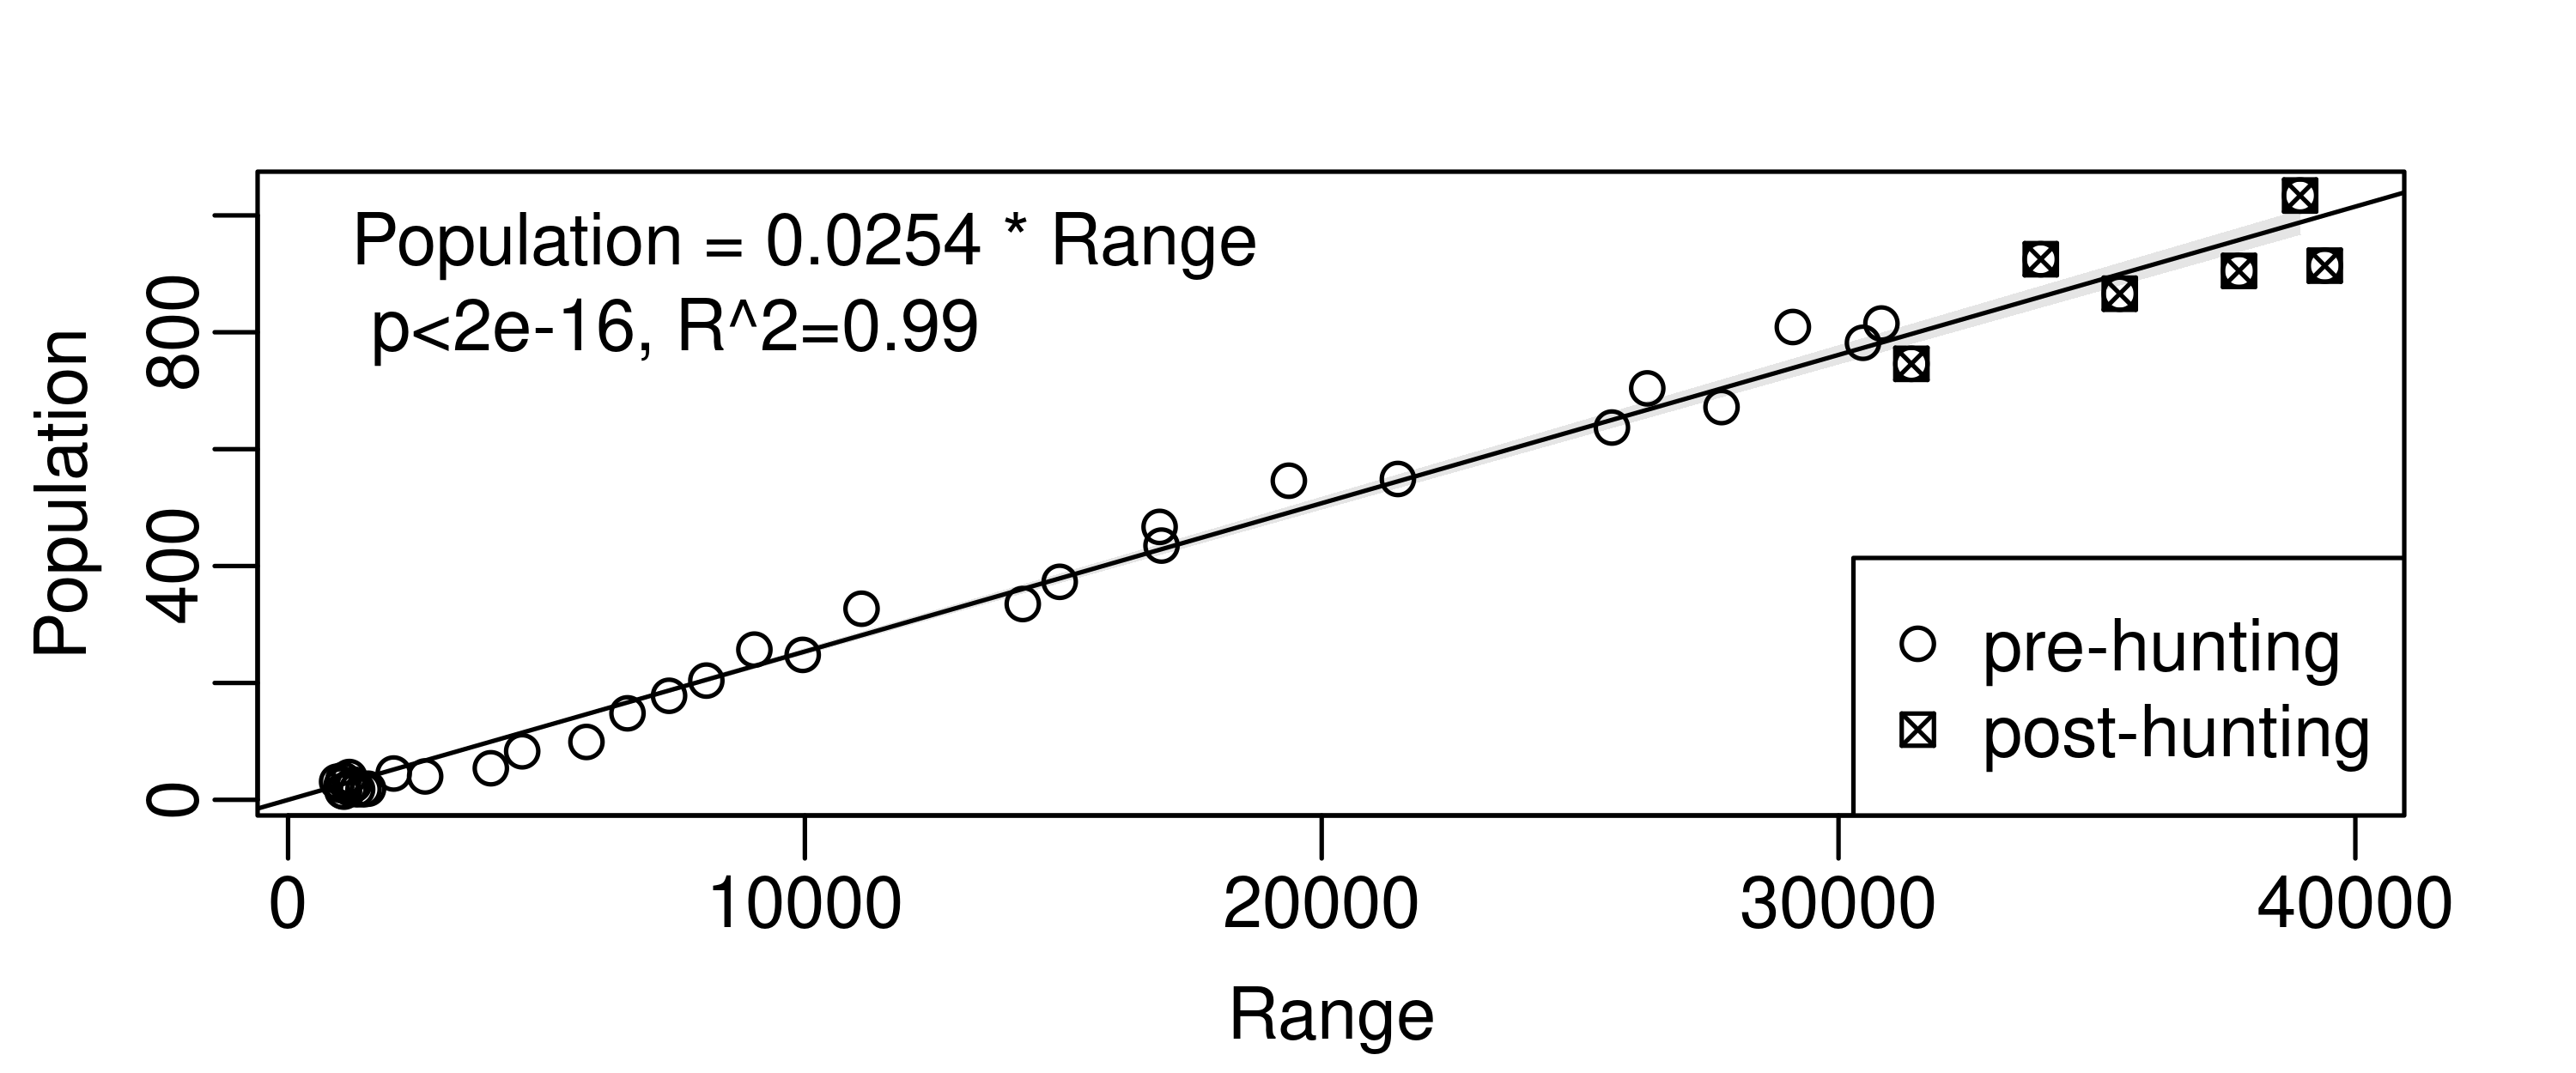 Population = 0.0254 * Range
p<2e-16, R^2=0.99
Population
800
400
0
pre-hunting
post-hunting
0 10000 20000 30000 40000
Range